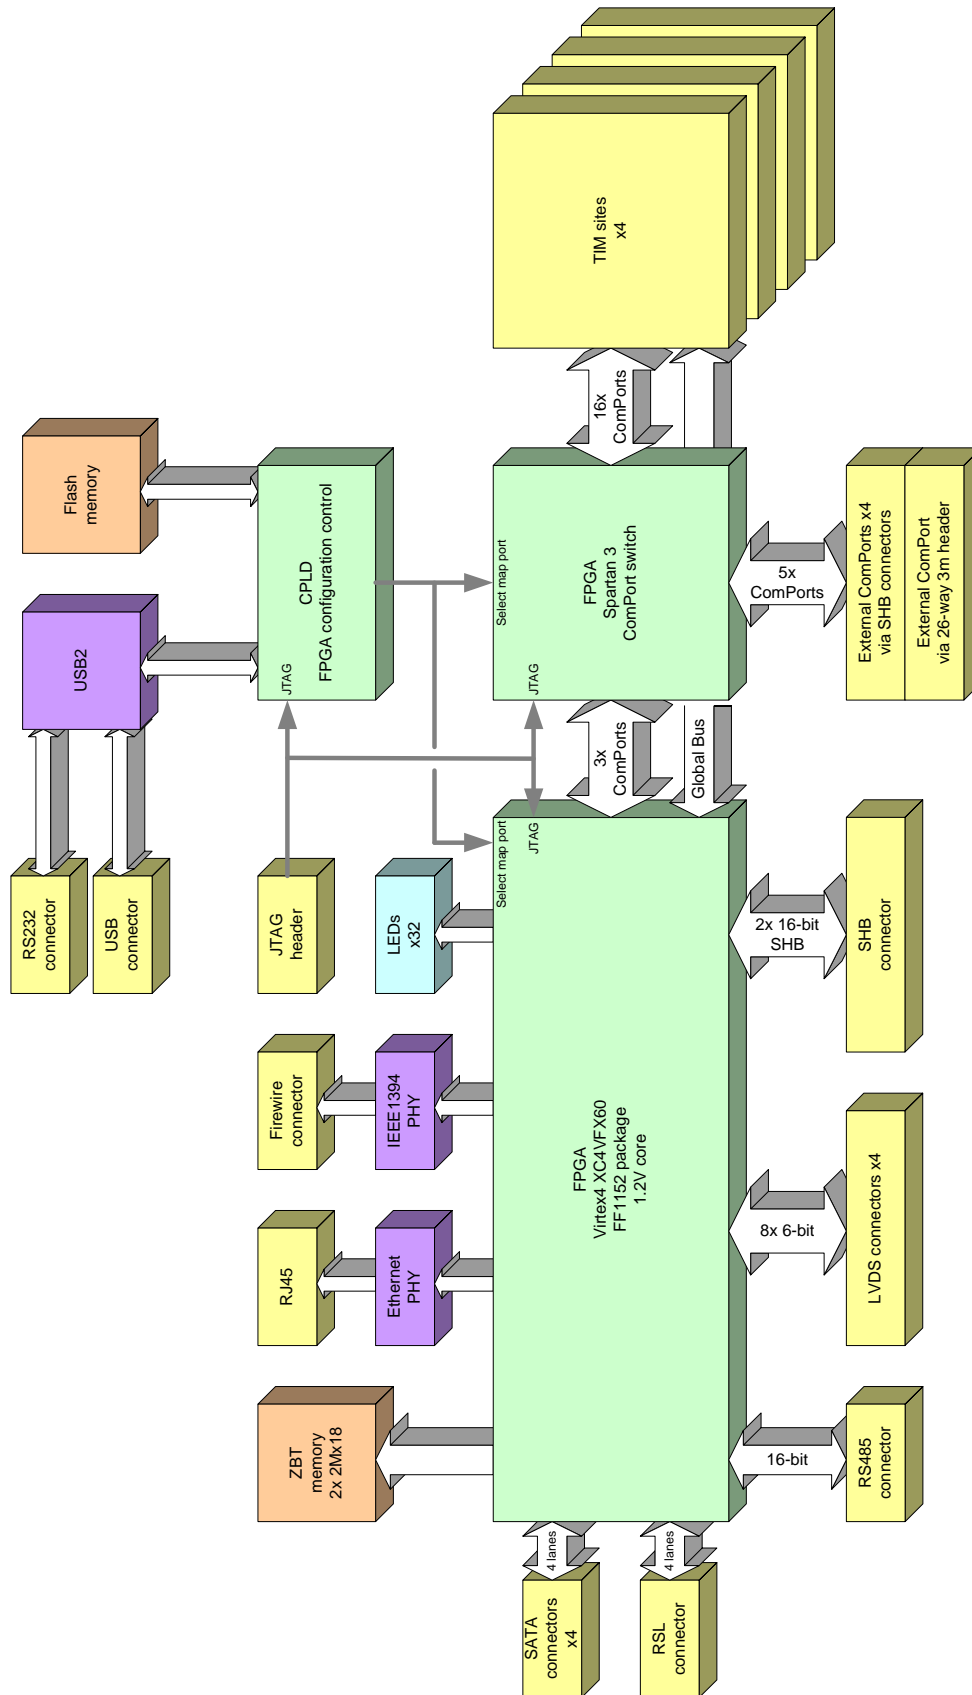 RS232
connector
USB
connector
USB2
Flash
memory
JTAG
header
JTAG
CPLD
FPGA configuration control
Firewire
connector
RJ45
ZBT
memory
2x 2Mx18
LEDs
x32
IEEE1394
PHY
Ethernet
PHY
SATA
connectors
x4
4 lanes
RSL
connector
4 lanes
Select map port
JTAG
FPGA
Virtex4 XC4VFX60
FF1152 package
1.2V core
3x
ComPorts
Global Bus
Select map port
JTAG
FPGA
Spartan 3
ComPort switch
16x
ComPorts
TIM sites
x4
16-bit
RS485
connector
8x 6-bit
LVDS connectors x4
2x 16-bit
SHB
SHB
connector
5x
ComPorts
External ComPorts x4
via SHB connectors
External ComPort
via 26-way 3m header